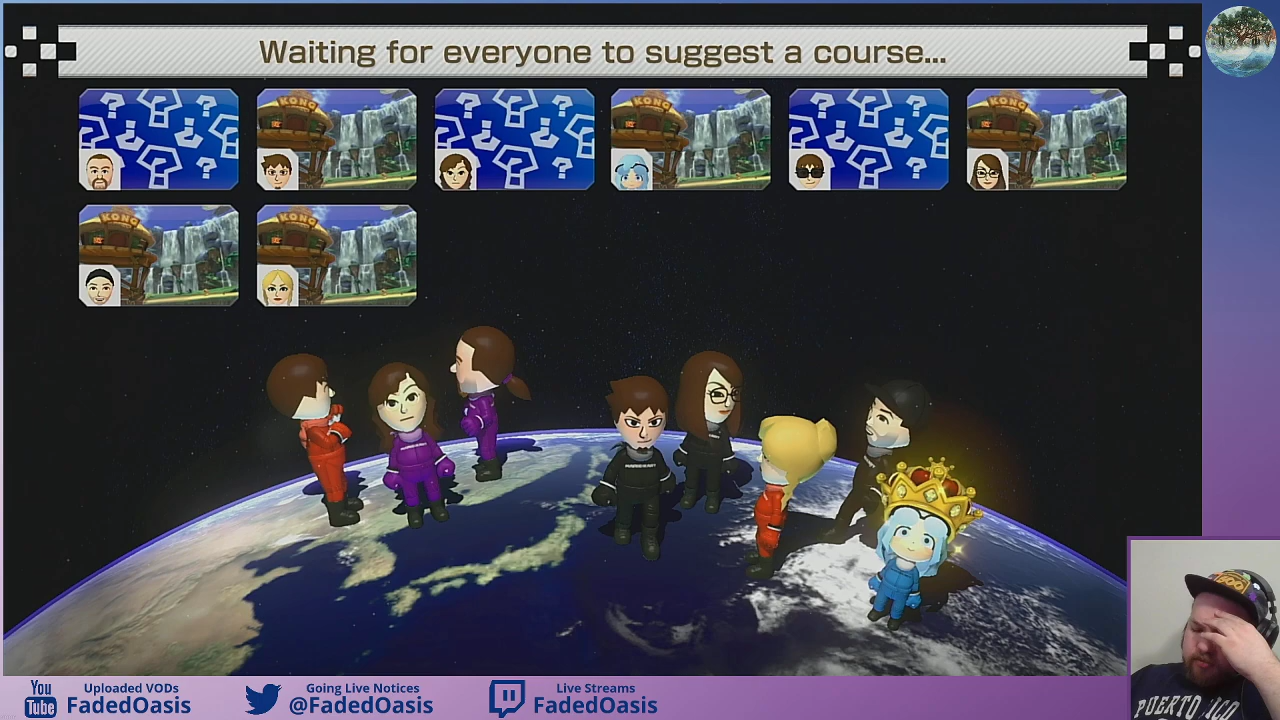 Waiting for everyone to suggest a course...
KONG
KONG
KONG
KONG
KONG
You
Tube
Uploaded VODs
FadedOasis
Going Live Notices
@FadedOasis
Live Streams
FadedOasis
PUERTO